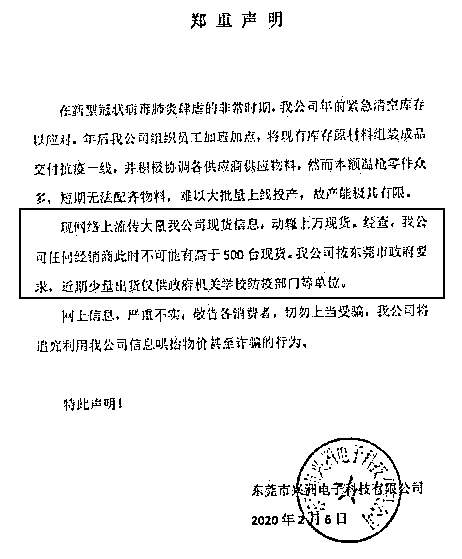 郑重声明
在新型冠状病毒肺炎肆虐的非常时期，我公司年前紧急清空库存
以应对。年后我公司组织员工加班加点，将现有库存原材料组装成品
交付抗疫一线，并积极协调各供应商供应物料，然而本额温枪零件众
多，短期无法配齐物料，难以大批量上线投产，故产能极其有限。
现网络上流传大量我公司现货信息，动辄上万现货。经查，我公
司任何经销商此时不可能有高于500台现货。我公司按东莞市政府要
求，近期少量出货仅供政府机关学校防疫部门等单位。
网上信息，严重不实，敬告各消费者，切勿上当受骗，我公司将
追究利用我公司信息哄抬物价甚至诈骗的行为。
特此声明！
东莞市兴洲电子科技有限公司
2020年2月6日